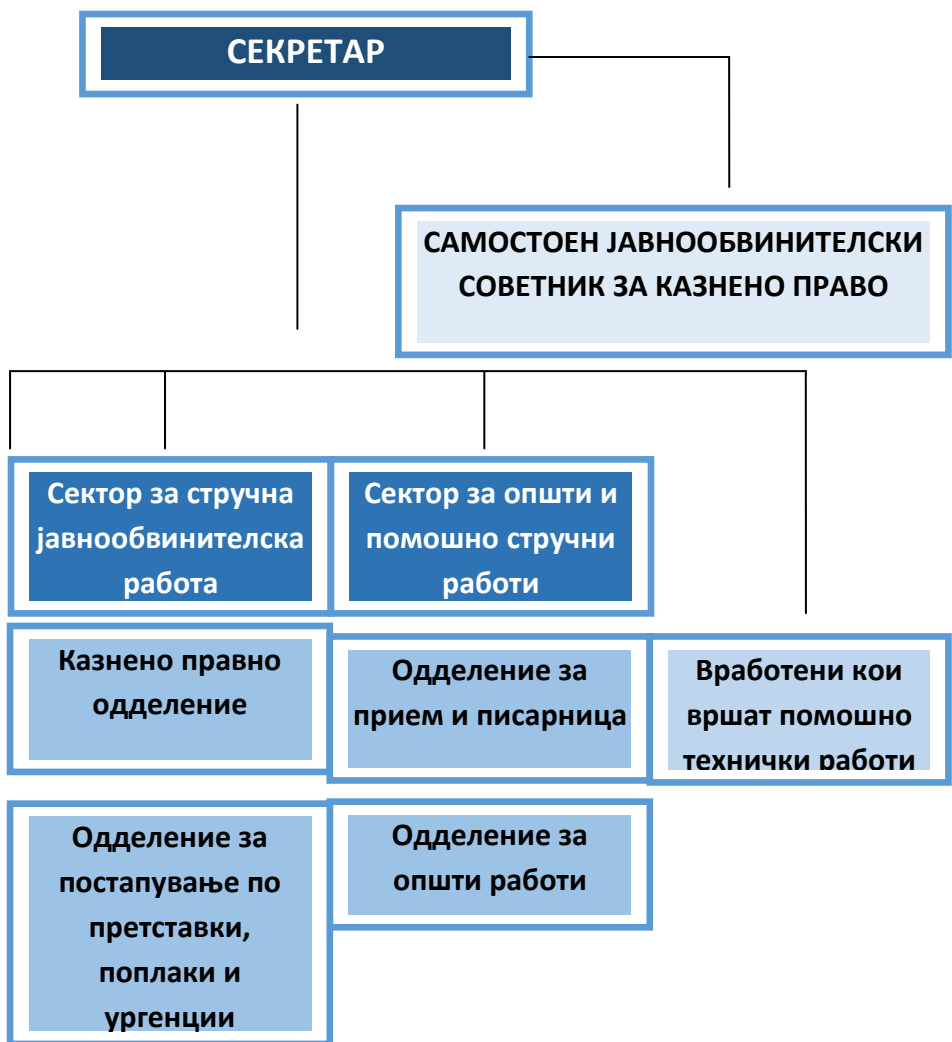 СЕКРЕТАР
САМОСТОЕН ЈАВНООБВИНИТЕЛСКИ
СОВЕТНИК ЗА КАЗНЕНО ПРАВО
Сектор за стручна
јавнообвинителска
работа
Сектор за општи и
помошно стручни
работи
Казнено правно
одделение
Одделение за
прием и писарница
Вработени кои
вршат помошно
технички работи
Одделение за
постапување по
претставки,
поплаки и
ургенции
Одделение за
општи работи